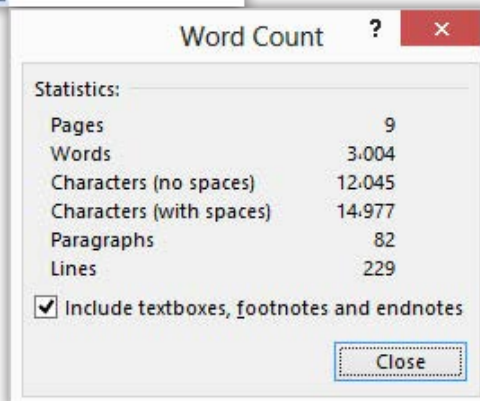 Word Count ?
Statistics:
Pages 9
Words 3،004
Characters (no spaces) 12،045
Characters (with spaces) 14،977
Paragraphs 82
Lines 229
Include textboxes, footnotes and endnotes
Close